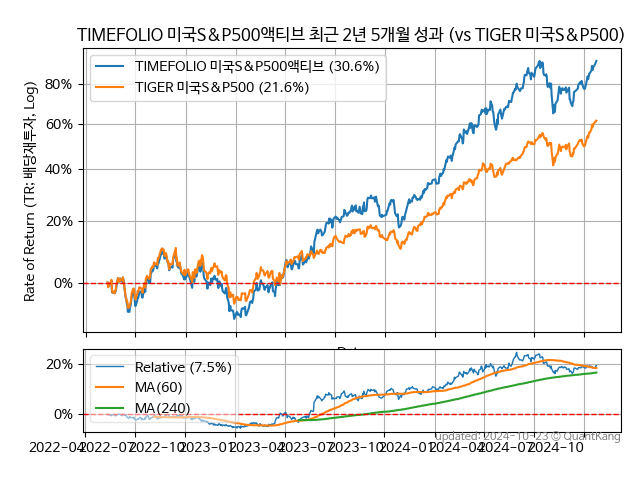 TIMEFOLIO 미국S&P500액티브 최근 2년 5개월 성과 (vs TIGER 미국S&P500)
Rate of Return (TR: 배당재투자, Log)
TIMEFOLIO 미국S&P500액티브 (30.6%)
TIGER 미국S&P500 (21.6%)
80%
60%
40%
20%
0%
Relative (7.5%)
MA(60)
MA(240)
20%
0%
updated: 2024-10-23 © QuantKang
2022-04 2022-07 2022-10 2023-01 2023-04 2023-07 2023-10 2024-01 2024-04 2024-07 2024-10